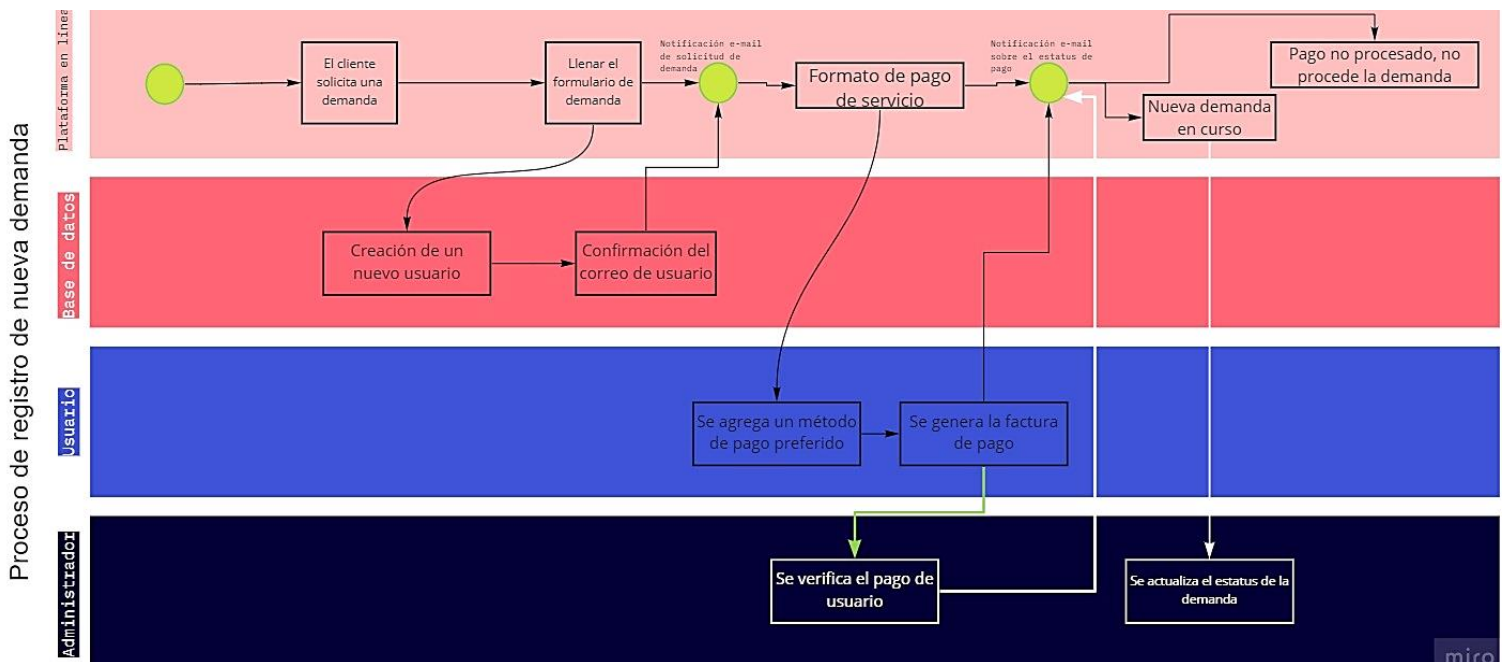 Proceso de registro de nueva demanda
Plataforma en línea
El cliente
solicita una
demanda
Llenar el
formulario de
demanda
Notificación e-mail
de solicitud de
demanda
Formato de pago
de servicio
Notificación e-mail
sobre el estatus de
pago
Pago no procesado, no
procede la demanda
Nueva demanda
en curso
Base de datos
Creación de un
nuevo usuario
Confirmación del
correo de usuario
Usuario
Se agrega un método
de pago preferido
Se genera la factura
de pago
Administrador
Se verifica el pago de
usuario
Se actualiza el estatus de la
demanda
miro